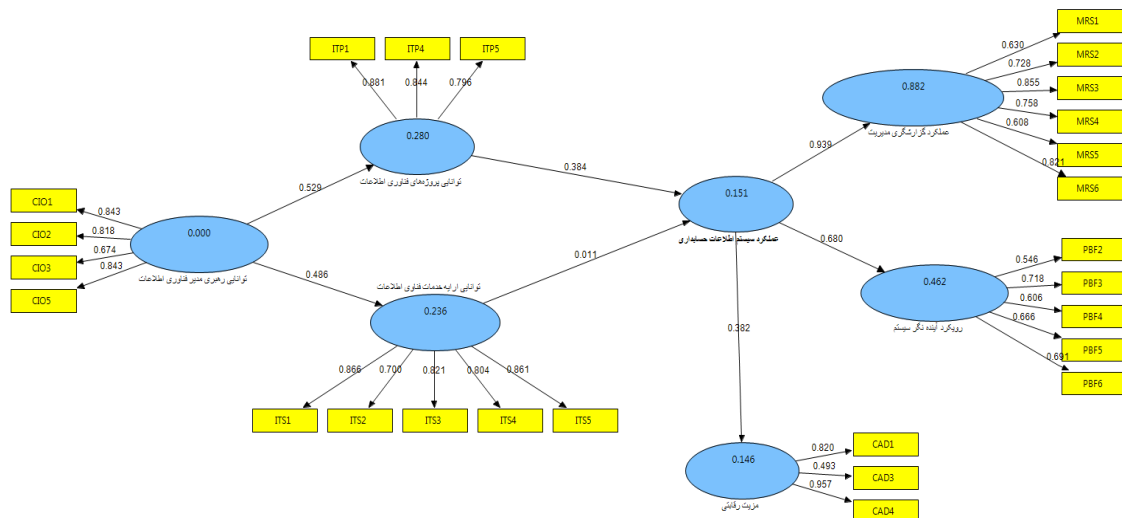 MRS1
MRS2
MRS3
MRS4
MRS5
MRS6
0.630
0.728
0.855
0.758
0.608
0.821
0.882
عملکرد گزارشگری مدیریت
0.939
ITP1
ITP4
ITP5
0.881
0.844
0.796
0.280
توانایی پروژه‌های فناوری اطلاعات
0.384
0.529
CIO1
CIO2
CIO3
CIO5
0.843
0.818
0.674
0.843
0.000
توانایی رهبری مدیر فناوری اطلاعات
0.486
0.151
عملکرد سیستم اطلاعات حسابداری
0.011
0.680
0.382
توانایی ارایه خدمات فناوری اطلاعات
0.236
0.866
0.700
0.821
0.804
0.861
ITS1
ITS2
ITS3
ITS4
ITS5
0.462
رویکرد آینده نگر سیستم
0.546
0.718
0.606
0.666
0.691
PBF2
PBF3
PBF4
PBF5
PBF6
0.146
مزیت رقابتی
0.820
0.493
0.957
CAD1
CAD3
CAD4